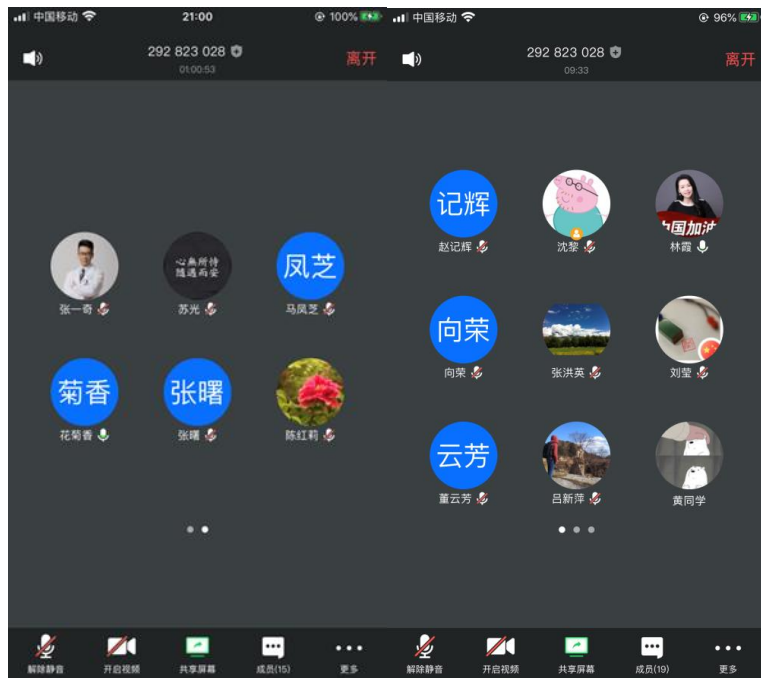 中国移动
21:00
100%
292 823 028
01:00:53
离开
心無所恃
隨遇而安
凤芝
张一奇
苏光
马凤芝
菊香
张曙
花菊香
张曙
陈红莉
解除静音
开启视频
共享屏幕
成员(15)
更多
中国移动
96%
292 823 028
09:33
离开
记辉
中国加油
赵记辉
沈黎
林霞
向荣
向荣
张洪英
刘莹
云芳
董云芳
吕新萍
黄同学
解除静音
开启视频
共享屏幕
成员(19)
更多